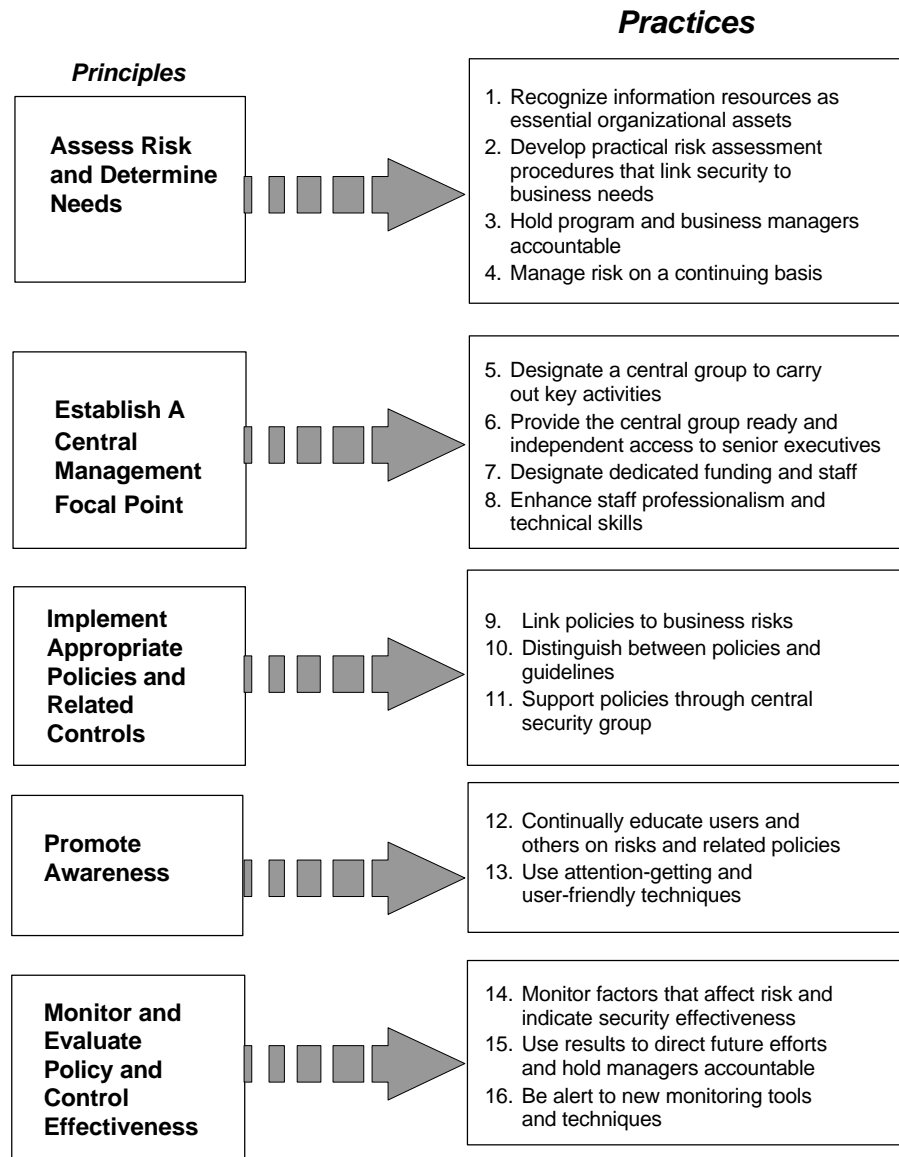 Practices
Principles
Assess Risk
and Determine
Needs
1. Recognize information resources as
essential organizational assets
2. Develop practical risk assessment
procedures that link security to
business needs
3. Hold program and business managers
accountable
4. Manage risk on a continuing basis
Establish A
Central
Management
Focal Point
5. Designate a central group to carry
out key activities
6. Provide the central group ready and
independent access to senior executives
7. Designate dedicated funding and staff
8. Enhance staff professionalism and
technical skills
Implement
Appropriate
Policies and
Related
Controls
9. Link policies to business risks
10. Distinguish between policies and
guidelines
11. Support policies through central
security group
Promote
Awareness
12. Continually educate users and
others on risks and related policies
13. Use attention-getting and
user-friendly techniques
Monitor and
Evaluate
Policy and
Control
Effectiveness
14. Monitor factors that affect risk and
indicate security effectiveness
15. Use results to direct future efforts
and hold managers accountable
16. Be alert to new monitoring tools
and techniques